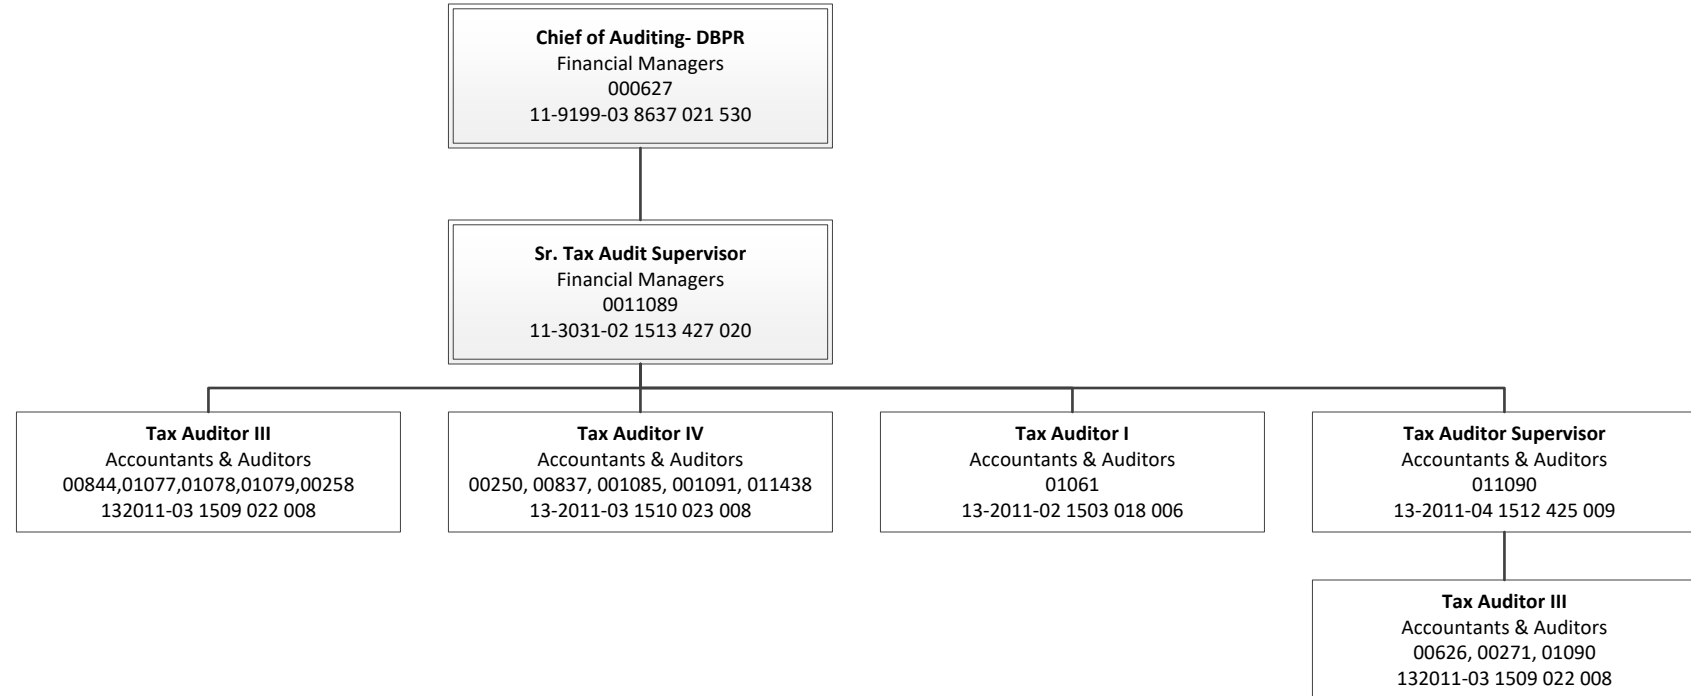 Chief of Auditing- DBPR
Financial Managers
000627
11-9199-03 8637 021 530
Sr. Tax Audit Supervisor
Financial Managers
0011089
11-3031-02 1513 427 020
Tax Auditor III
Accountants & Auditors
00844,01077,01078,01079,00258
132011-03 1509 022 008
Tax Auditor IV
Accountants & Auditors
00250, 00837, 001085, 001091, 011438
13-2011-03 1510 023 008
Tax Auditor I
Accountants & Auditors
01061
13-2011-02 1503 018 006
Tax Auditor Supervisor
Accountants & Auditors
011090
13-2011-04 1512 425 009
Tax Auditor III
Accountants & Auditors
00626, 00271, 01090
132011-03 1509 022 008